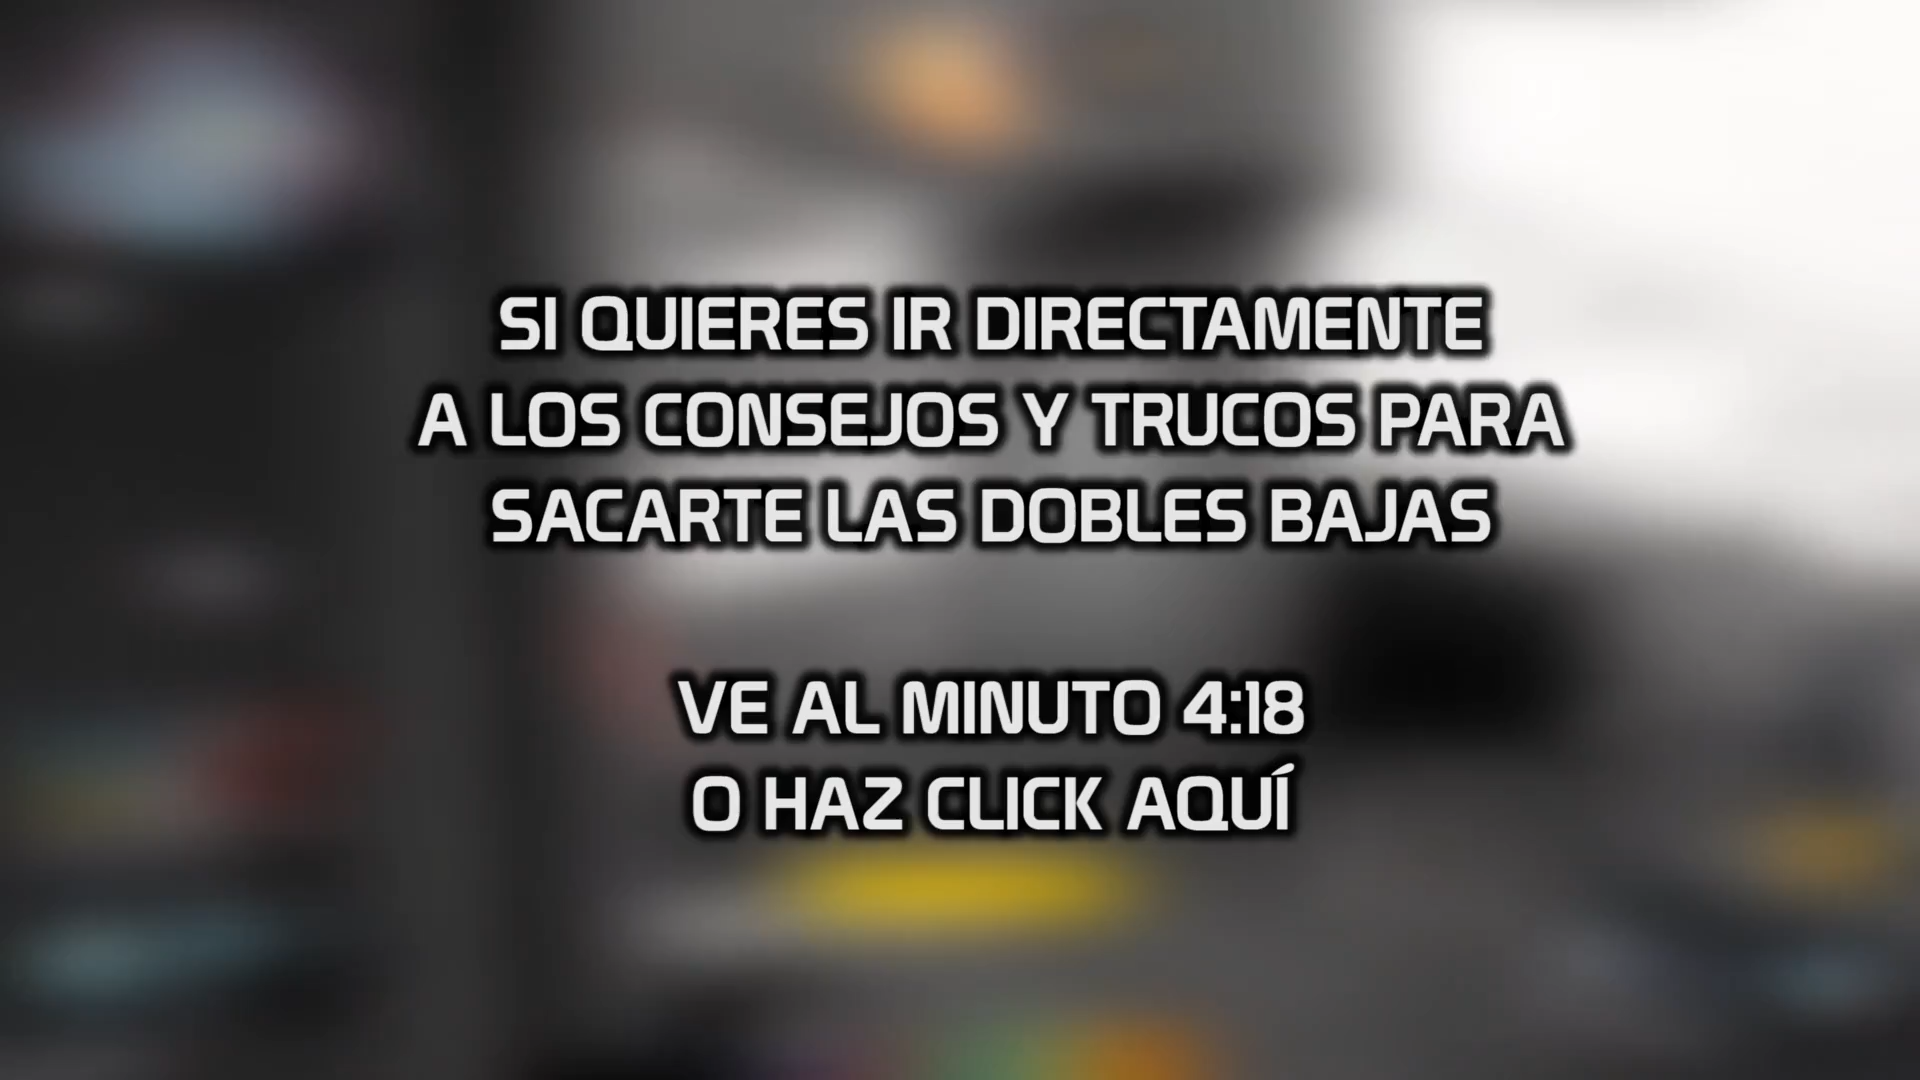 SI QUIERES IR DIRECTAMENTE
A LOS CONSEJOS Y TRUCOS PARA
SACARTE LAS DOBLES BAJAS
VE AL MINUTO 4:18
O HAZ CLICK AQUÍ